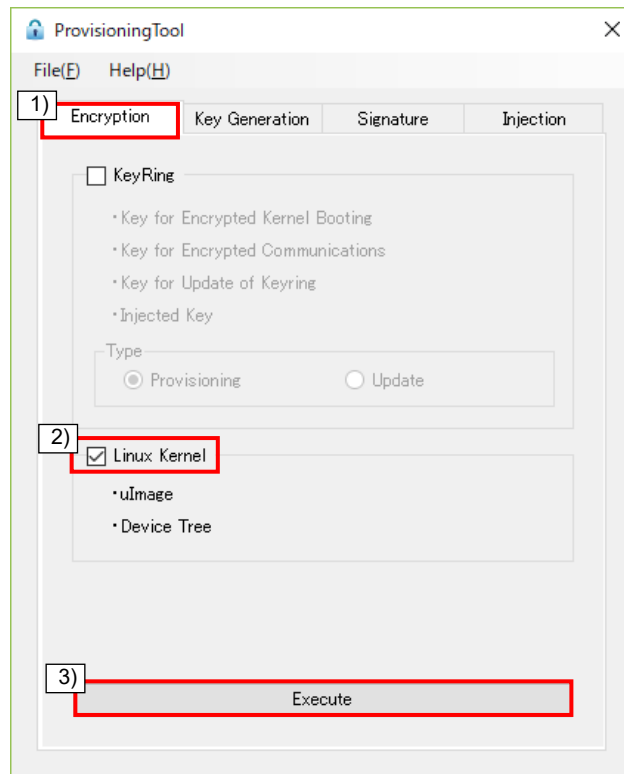 ProvisioningTool
File(F) Help(H)
1)
Encryption Key Generation Signature Injection
KeyRing
・Key for Encrypted Kernel Booting
・Key for Encrypted Communications
・Key for Update of Keyring
・Injected Key
Type
Provisioning Update
2)
Linux Kernel
・uImage
・Device Tree
3)
Execute